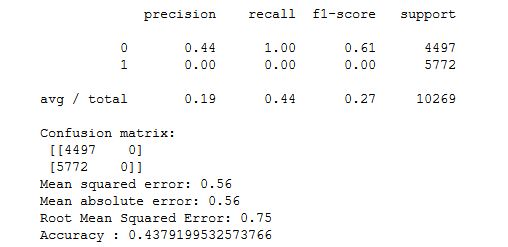 precision recall f1-score support
0 0.44 1.00 0.61 4497
1 0.00 0.00 0.00 5772
avg / total 0.19 0.44 0.27 10269
Confusion matrix:
[[4497 0]
[5772 0]]
Mean squared error: 0.56
Mean absolute error: 0.56
Root Mean Squared Error: 0.75
Accuracy : 0.4379199532573766